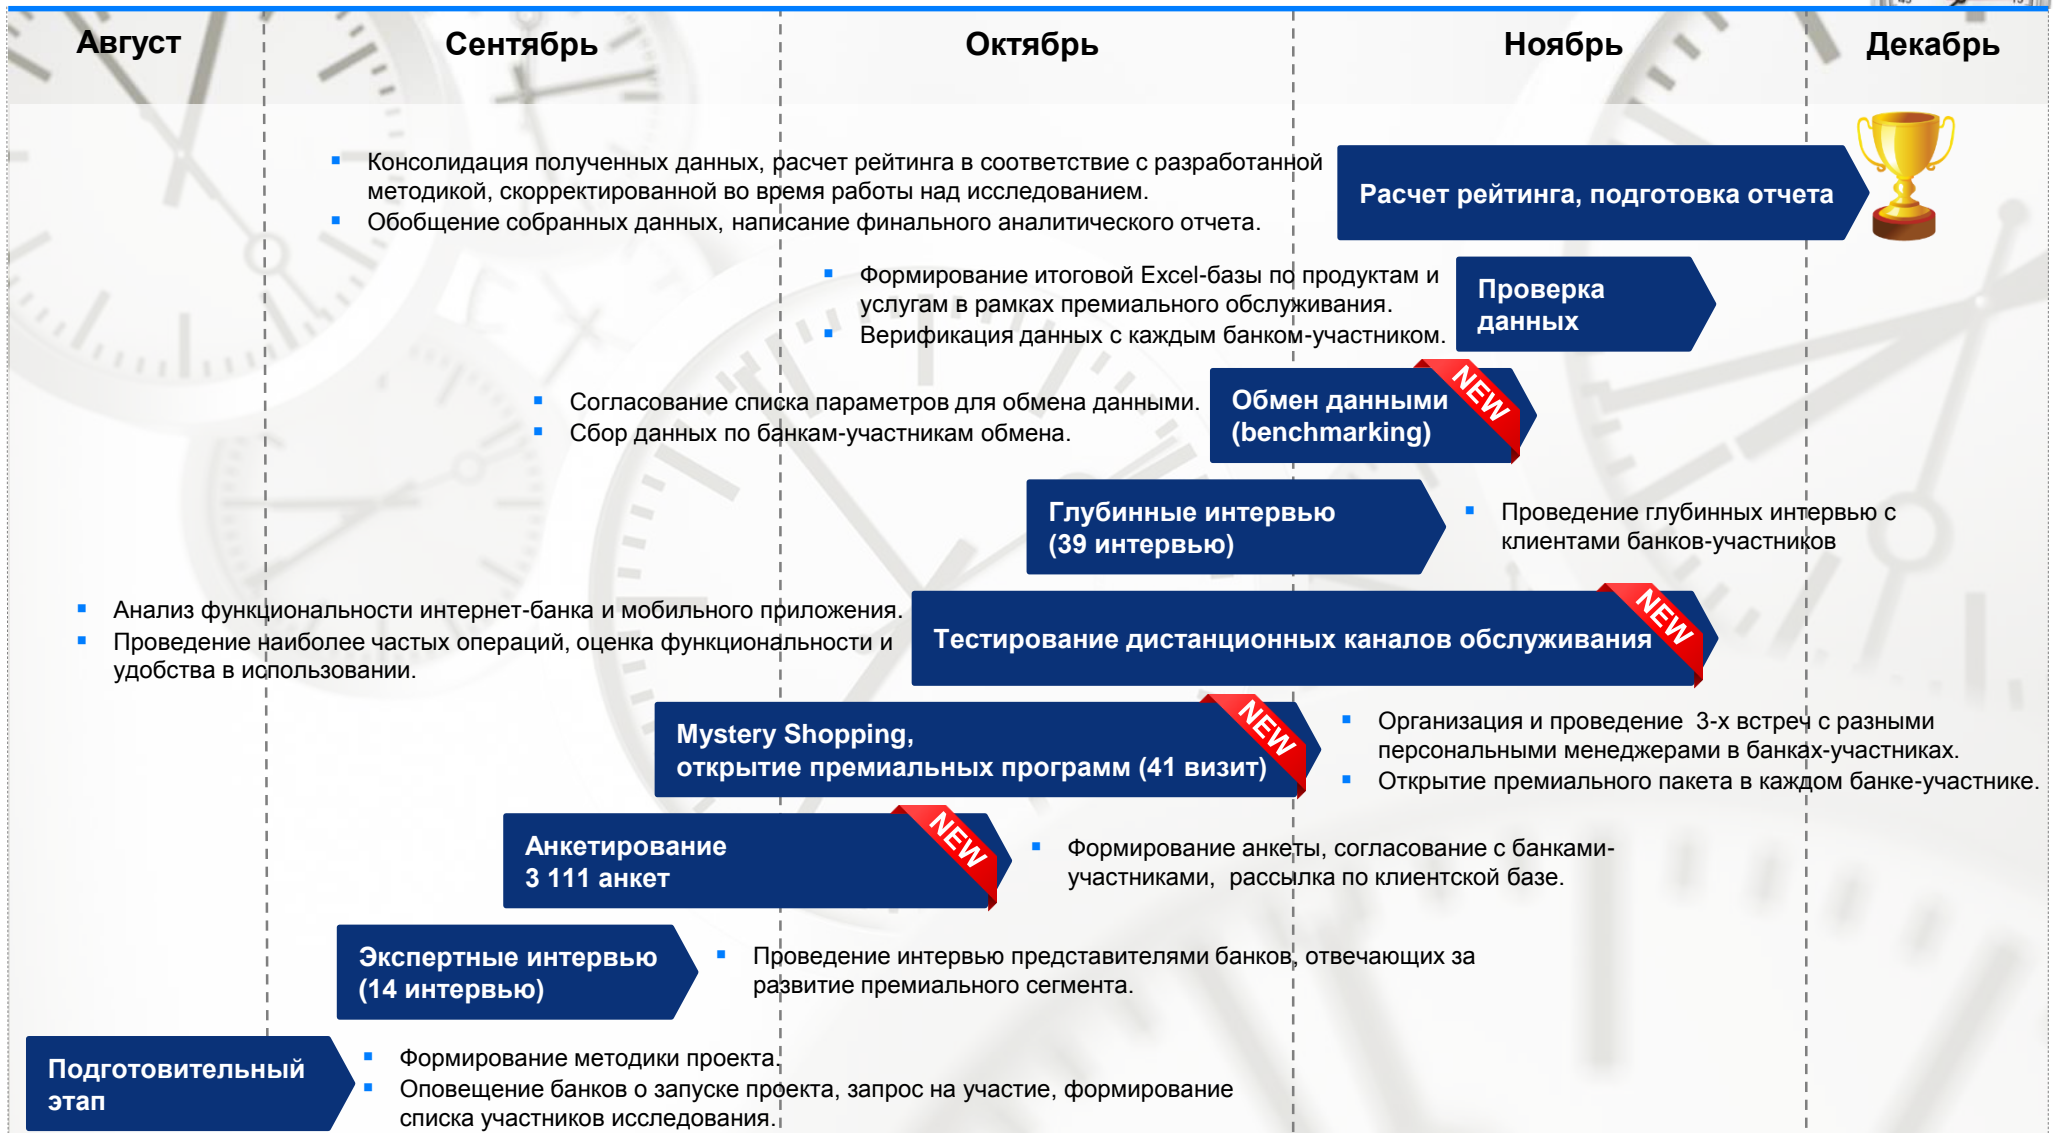 Август
Сентябрь
Октябрь
Ноябрь
Декабрь
Консолидация полученных данных, расчет рейтинга в соответствие с разработанной
методикой, скорректированной во время работы над исследованием.
Обобщение собранных данных, написание финального аналитического отчета.
Расчет рейтинга, подготовка отчета
Формирование итоговой Excel-базы по продуктам и
услугам в рамках премиального обслуживания.
Верификация данных с каждым банком-участником.
Проверка
данных
Согласование списка параметров для обмена данными.
Сбор данных по банкам-участникам обмена.
Обмен данными
(benchmarking)
NEW
Глубинные интервью
(39 интервью)
Проведение глубинных интервью с
клиентами банков-участников
Анализ функциональности интернет-банка и мобильного приложения.
Проведение наиболее частых операций, оценка функциональности и
удобства в использовании.
Тестирование дистанционных каналов обслуживания
NEW
Mystery Shopping,
открытие премиальных программ (41 визит)
NEW
Организация и проведение 3-х встреч с разными
персональными менеджерами в банках-участниках.
Открытие премиального пакета в каждом банке-участнике.
Анкетирование
3 111 анкет
NEW
Формирование анкеты, согласование с банками-
участниками, рассылка по клиентской базе.
Экспертные интервью
(14 интервью)
Проведение интервью представителями банков, отвечающих за
развитие премиального сегмента.
Подготовительный
этап
Формирование методики проекта.
Оповещение банков о запуске проекта, запрос на участие, формирование
списка участников исследования.